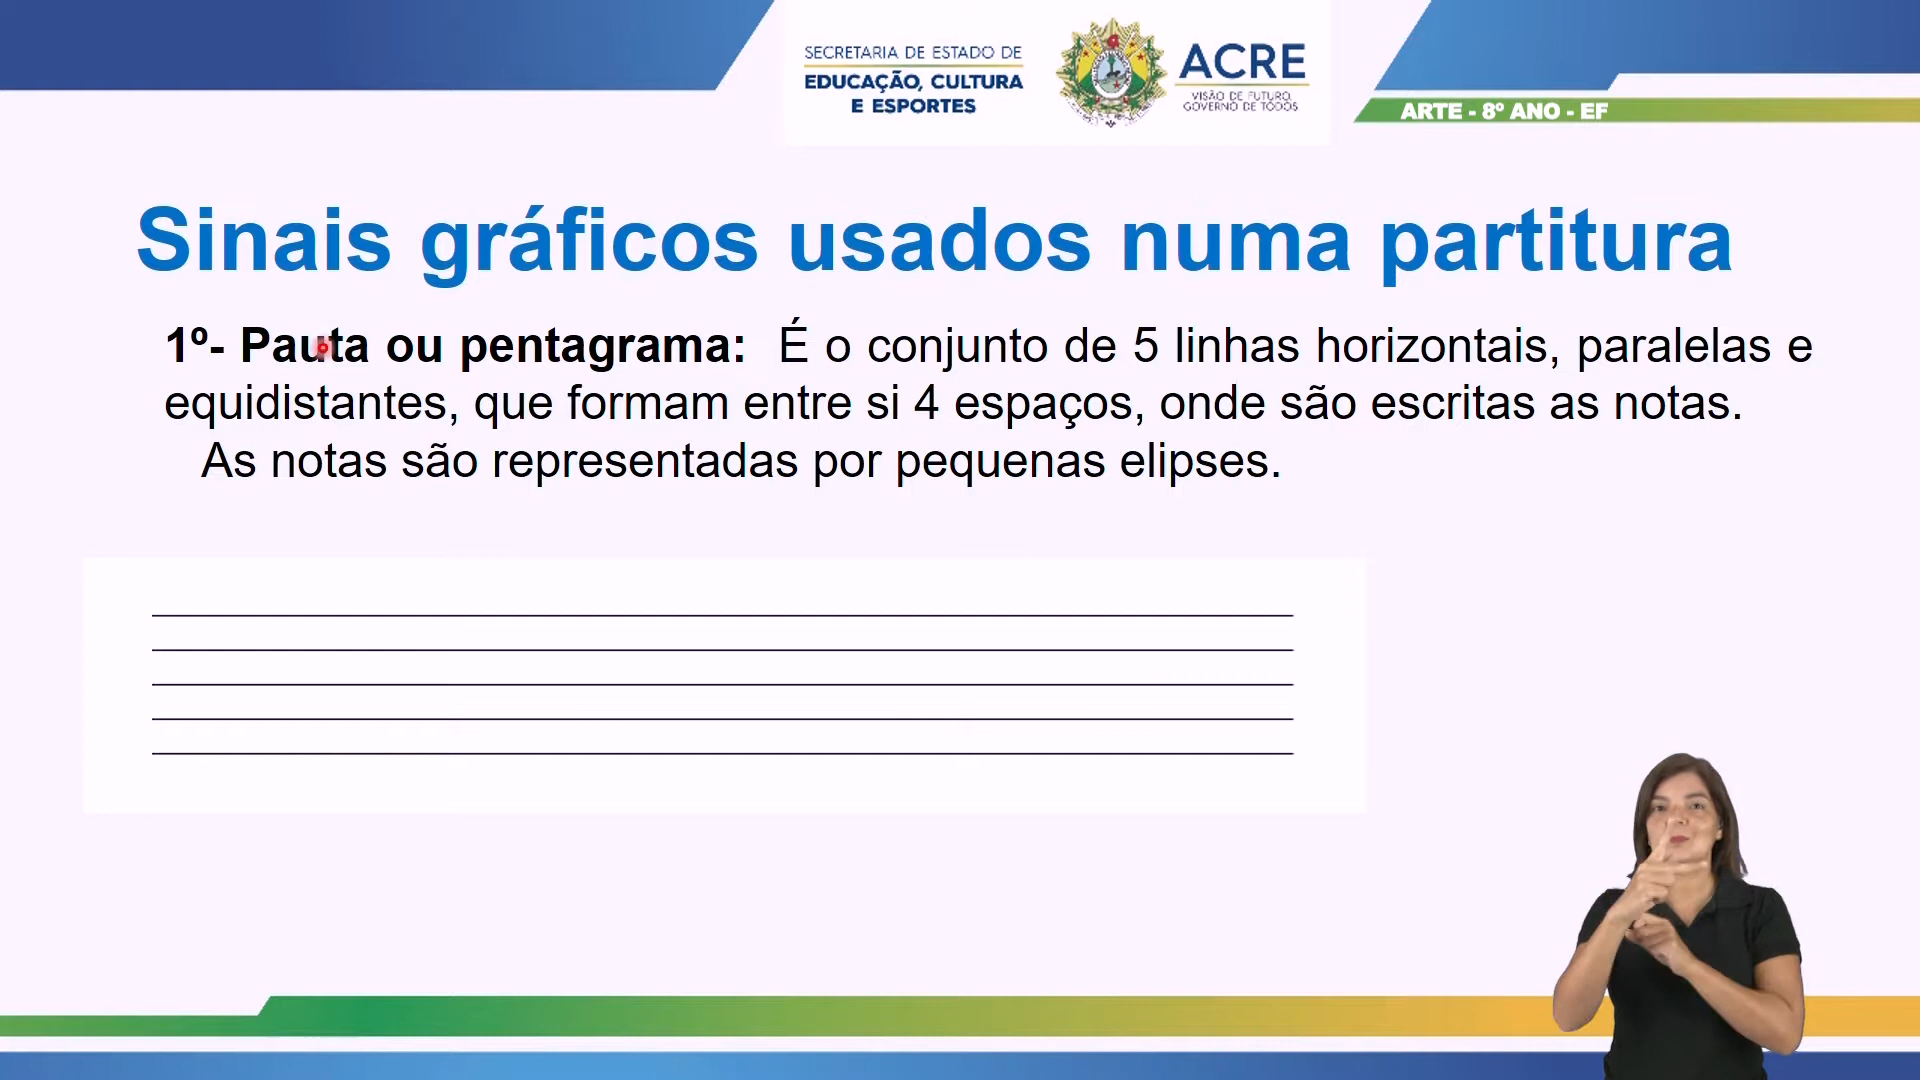 SECRETARIA DE ESTADO DE
EDUCAÇÃO, CULTURA
E ESPORTES
ACRE
VISÃO DE FUTURO,
GOVERNO DE TODOS
ARTE - 8º ANO - EF
Sinais gráficos usados numa partitura
1º- Pauta ou pentagrama: É o conjunto de 5 linhas horizontais, paralelas e
equidistantes, que formam entre si 4 espaços, onde são escritas as notas.
As notas são representadas por pequenas elipses.